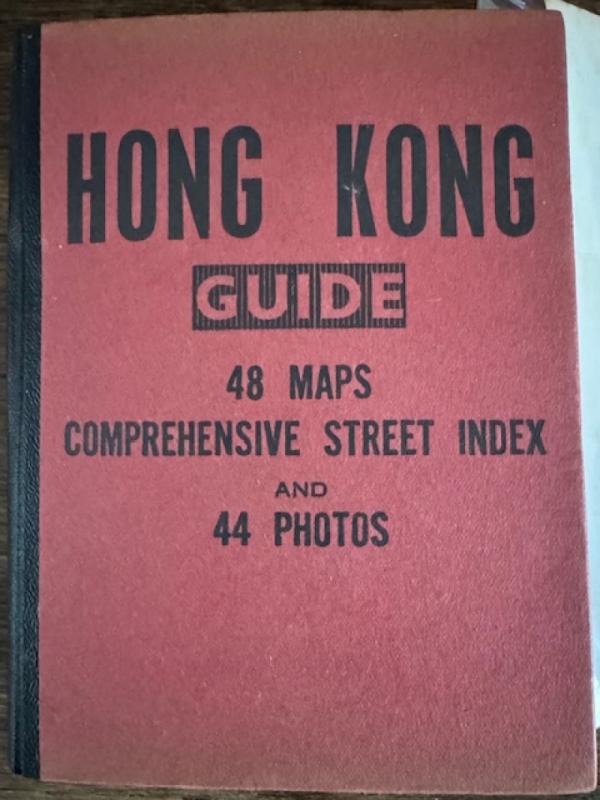 HONG KONG
GUIDE
48 MAPS
COMPREHENSIVE STREET INDEX
AND
44 PHOTOS